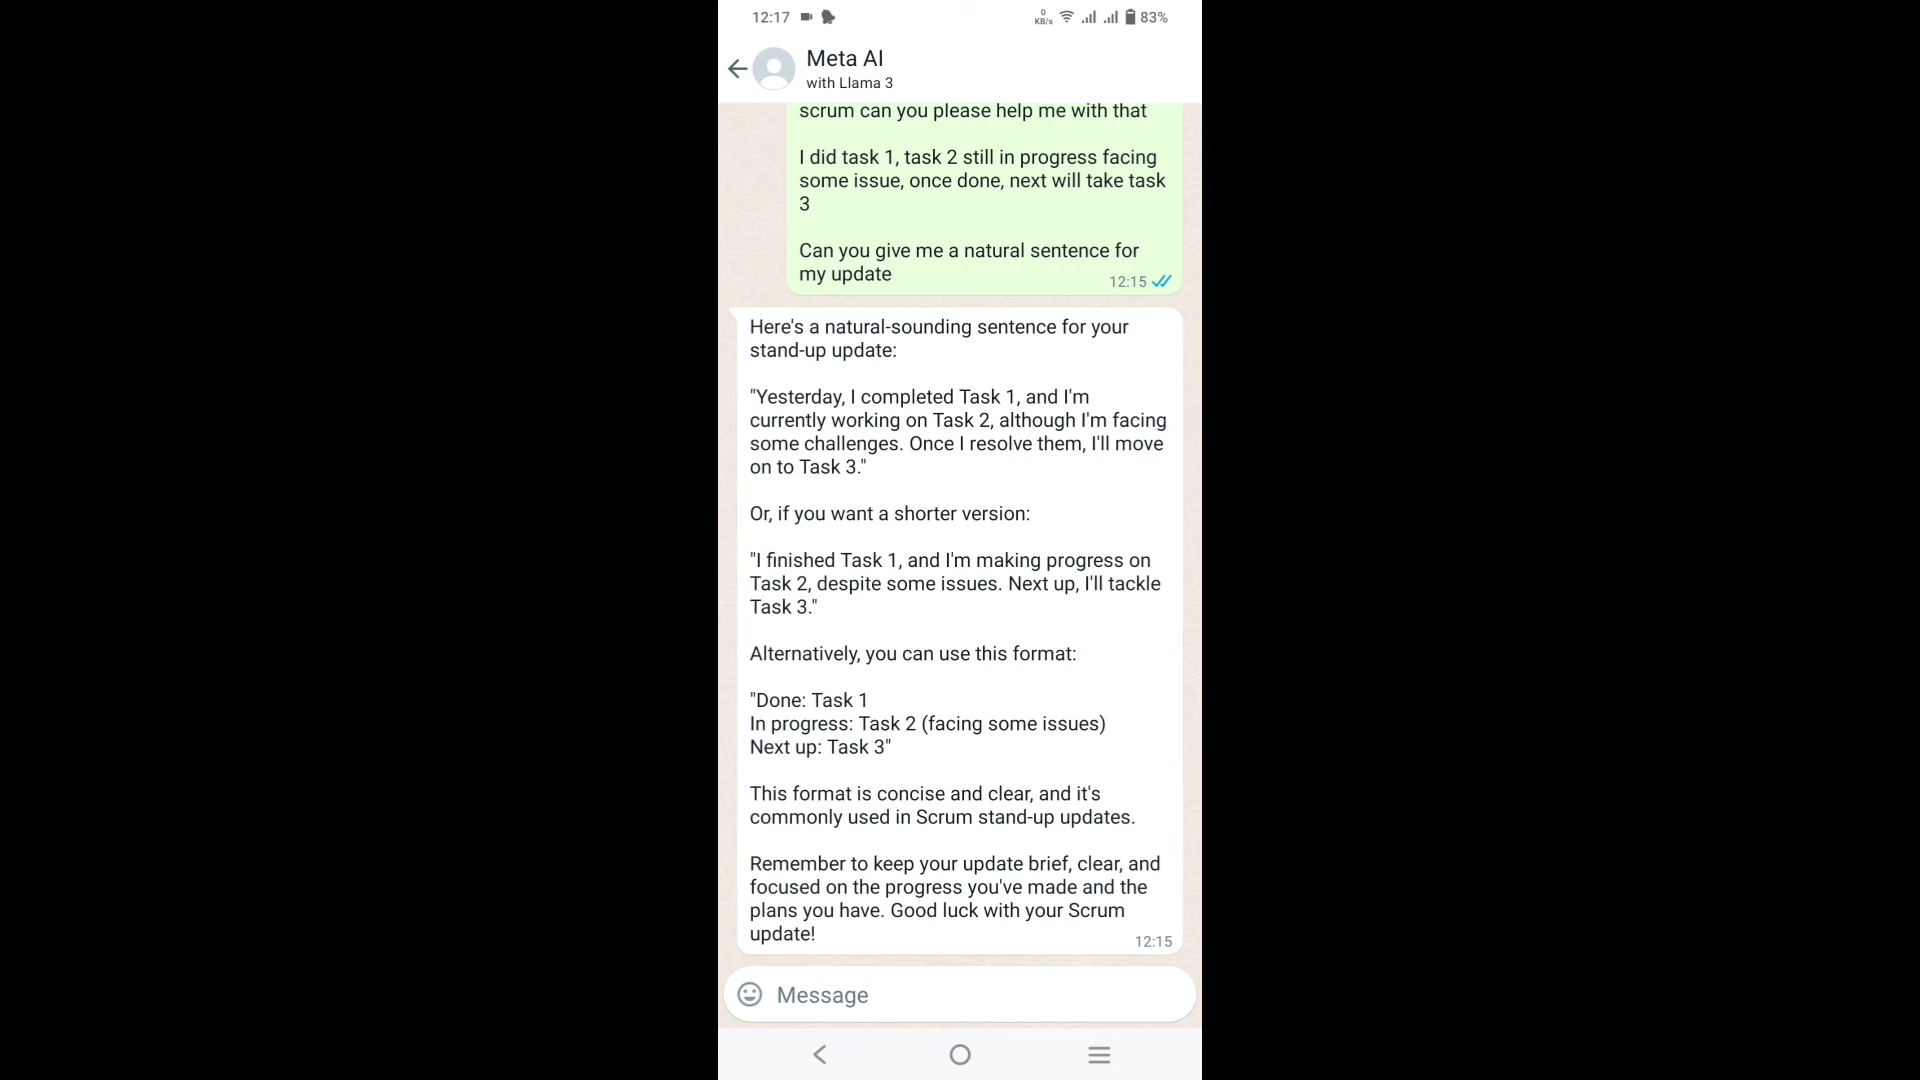 12:17
0
KB/s
83%
Meta AI
with Llama 3
scrum can you please help me with that
I did task 1, task 2 still in progress facing
some issue, once done, next will take task
3
Can you give me a natural sentence for
my update
12:15
Here's a natural-sounding sentence for your
stand-up update:
"Yesterday, I completed Task 1, and I'm
currently working on Task 2, although I'm facing
some challenges. Once I resolve them, I'll move
on to Task 3."
Or, if you want a shorter version:
"I finished Task 1, and I'm making progress on
Task 2, despite some issues. Next up, I'll tackle
Task 3."
Alternatively, you can use this format:
"Done: Task 1
In progress: Task 2 (facing some issues)
Next up: Task 3"
This format is concise and clear, and it's
commonly used in Scrum stand-up updates.
Remember to keep your update brief, clear, and
focused on the progress you've made and the
plans you have. Good luck with your Scrum
update!
12:15
Message